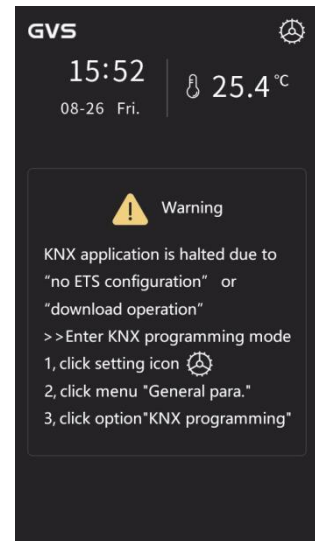 GVS
15:52
08-26 Fri.
25.4 ℃
Warning
KNX application is halted due to
“no ETS configuration” or
“download operation”
>>Enter KNX programming mode
1, click setting icon
2, click menu "General para."
3, click option"KNX programming"